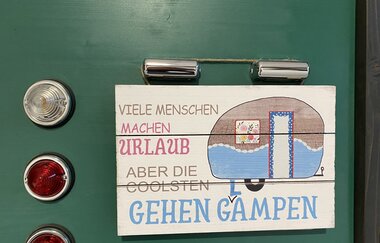 VIELE MENSCHEN
MACHEN
URLAUB
ABER DIE
COOLSTEN
GEHEN CAMPEN